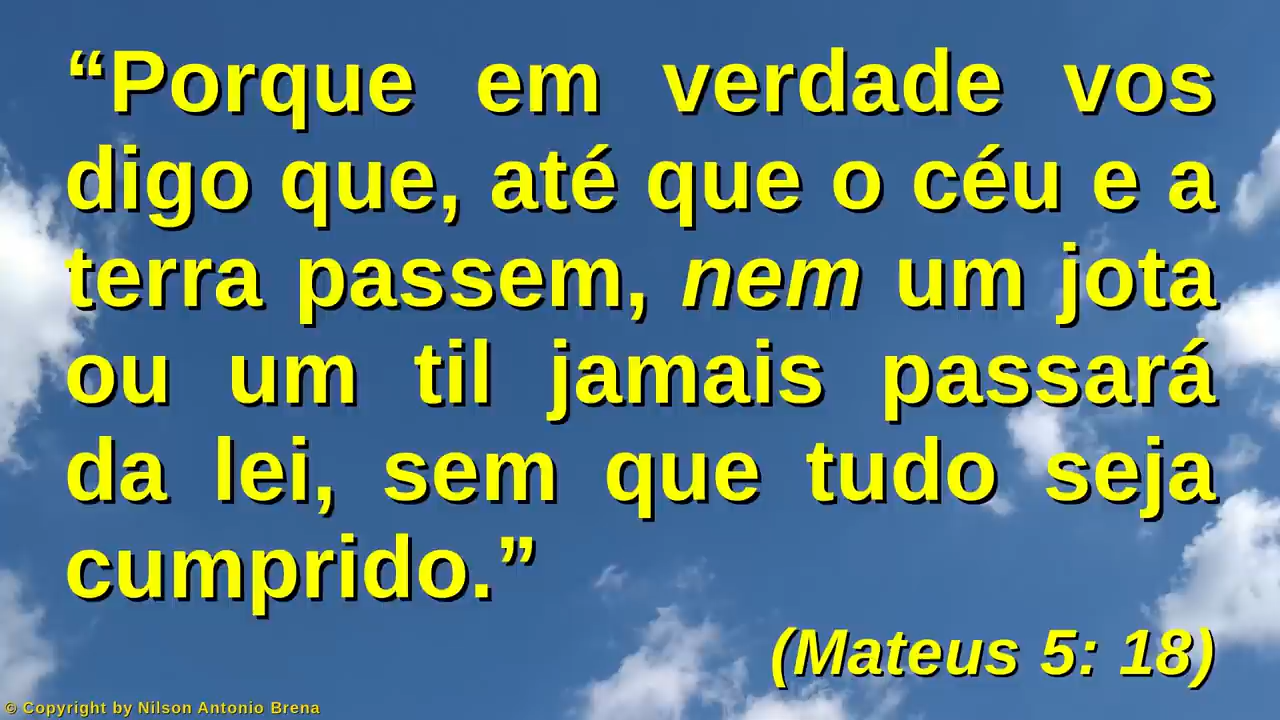 “Porque em verdade vos
digo que, até que o céu e a
terra passem, nem um jota
ou um til jamais passará
da lei, sem que tudo seja
cumprido.”
(Mateus 5: 18)
© Copyright by Nilson Antonio Brena